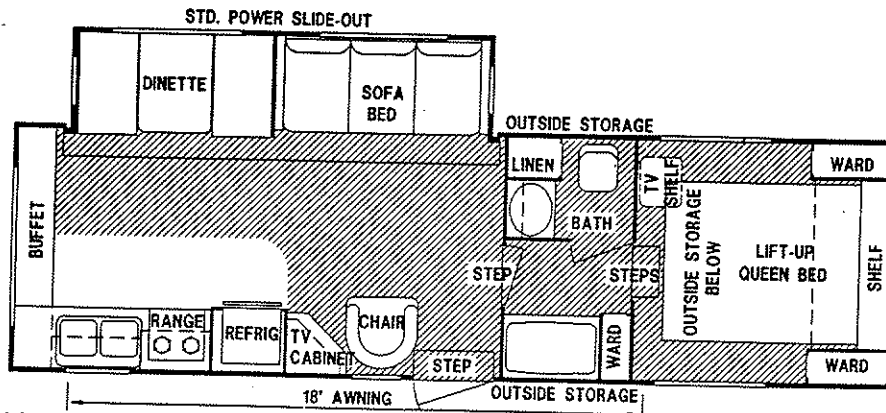 STD. POWER SLIDE-OUT
DINETTE
SOFA
BED
OUTSIDE STORAGE
LINEN
TV
SHELF
WARD
BUFFET
BATH
STEP
STEPS
OUTSIDE STORAGE
BELOW
LIFT-UP
QUEEN BED
SHELF
RANGE
REFRIG
TV
CABINET
CHAIR
STEP
WARD
WARD
18' AWNING
OUTSIDE STORAGE